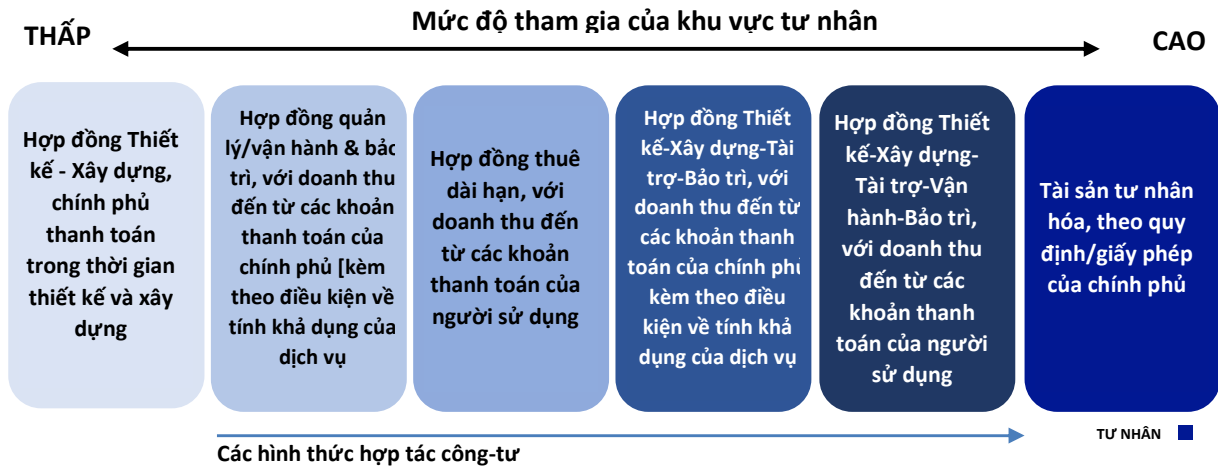 Mức độ tham gia của khu vực tư nhân
THẤP
CAO
Hợp đồng Thiết
kế - Xây dựng,
chính phủ
thanh toán
trong thời gian
thiết kế và xây
dựng
Hợp đồng quản
lý/vận hành & bảo
trì, với doanh thu
đến từ các khoản
thanh toán của
chính phủ [kèm
theo điều kiện về
tính khả dụng của
dịch vụ
Hợp đồng thuê
dài hạn, với
doanh thu đến
từ các khoản
thanh toán của
người sử dụng
Hợp đồng Thiết
kế-Xây dựng-Tài
trợ-Bảo trì, với
doanh thu đến từ
các khoản thanh
toán của chính phủ
kèm theo điều
kiện về tính khả
dụng của dịch vụ
Hợp đồng Thiết
kế-Xây dựng-
Tài trợ-Vận
hành-Bảo trì,
với doanh thu
đến từ các
khoản thanh
toán của người
sử dụng
Tài sản tư nhân
hóa, theo quy
định/giấy phép
của chính phủ
TƯ NHÂN
Các hình thức hợp tác công-tư